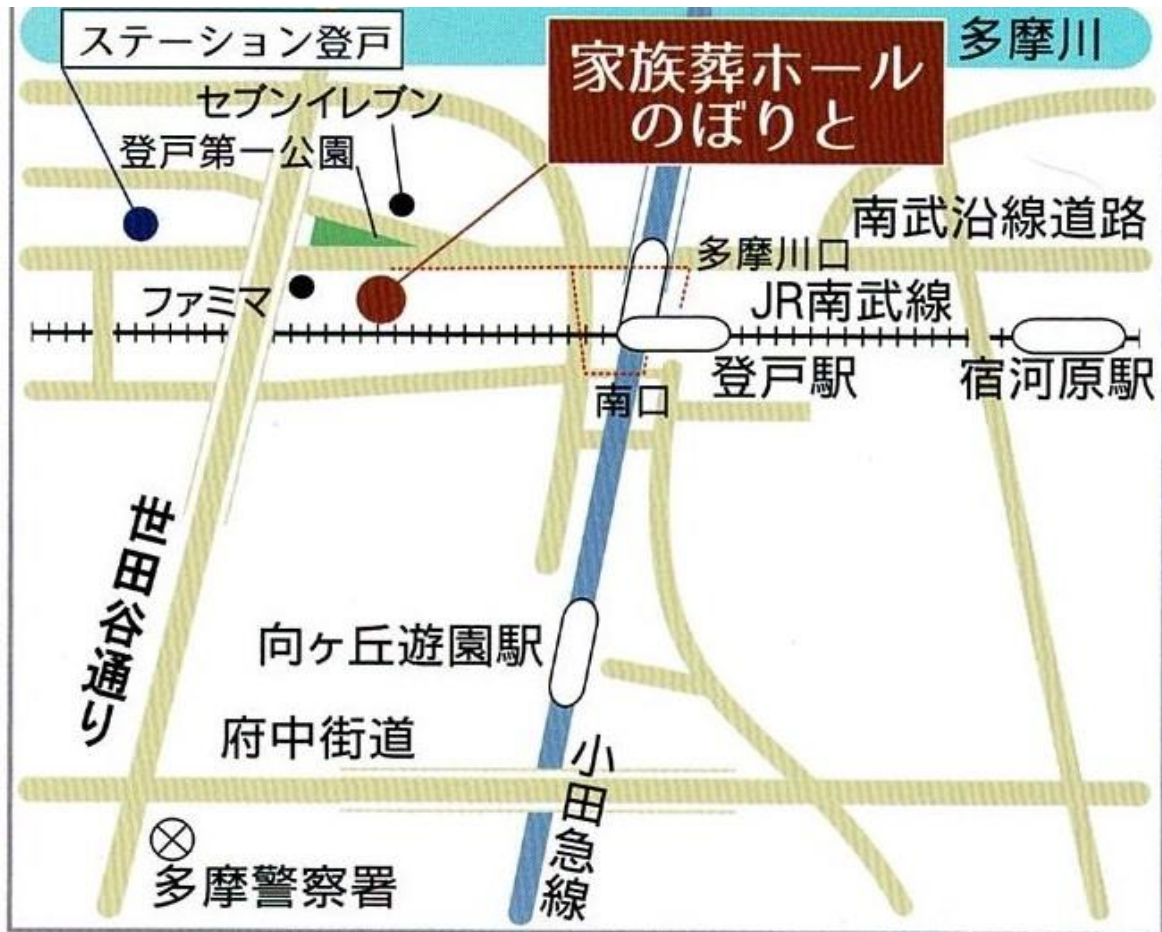 ステーション登戸
家族葬ホール
のぼりと
多摩川
セブンイレブン
登戸第一公園
南武沿線道路
多摩川口
ファミマ
JR南武線
登戸駅
宿河原駅
南口
世田谷通り
向ヶ丘遊園駅
府中街道
小田急線
多摩警察署